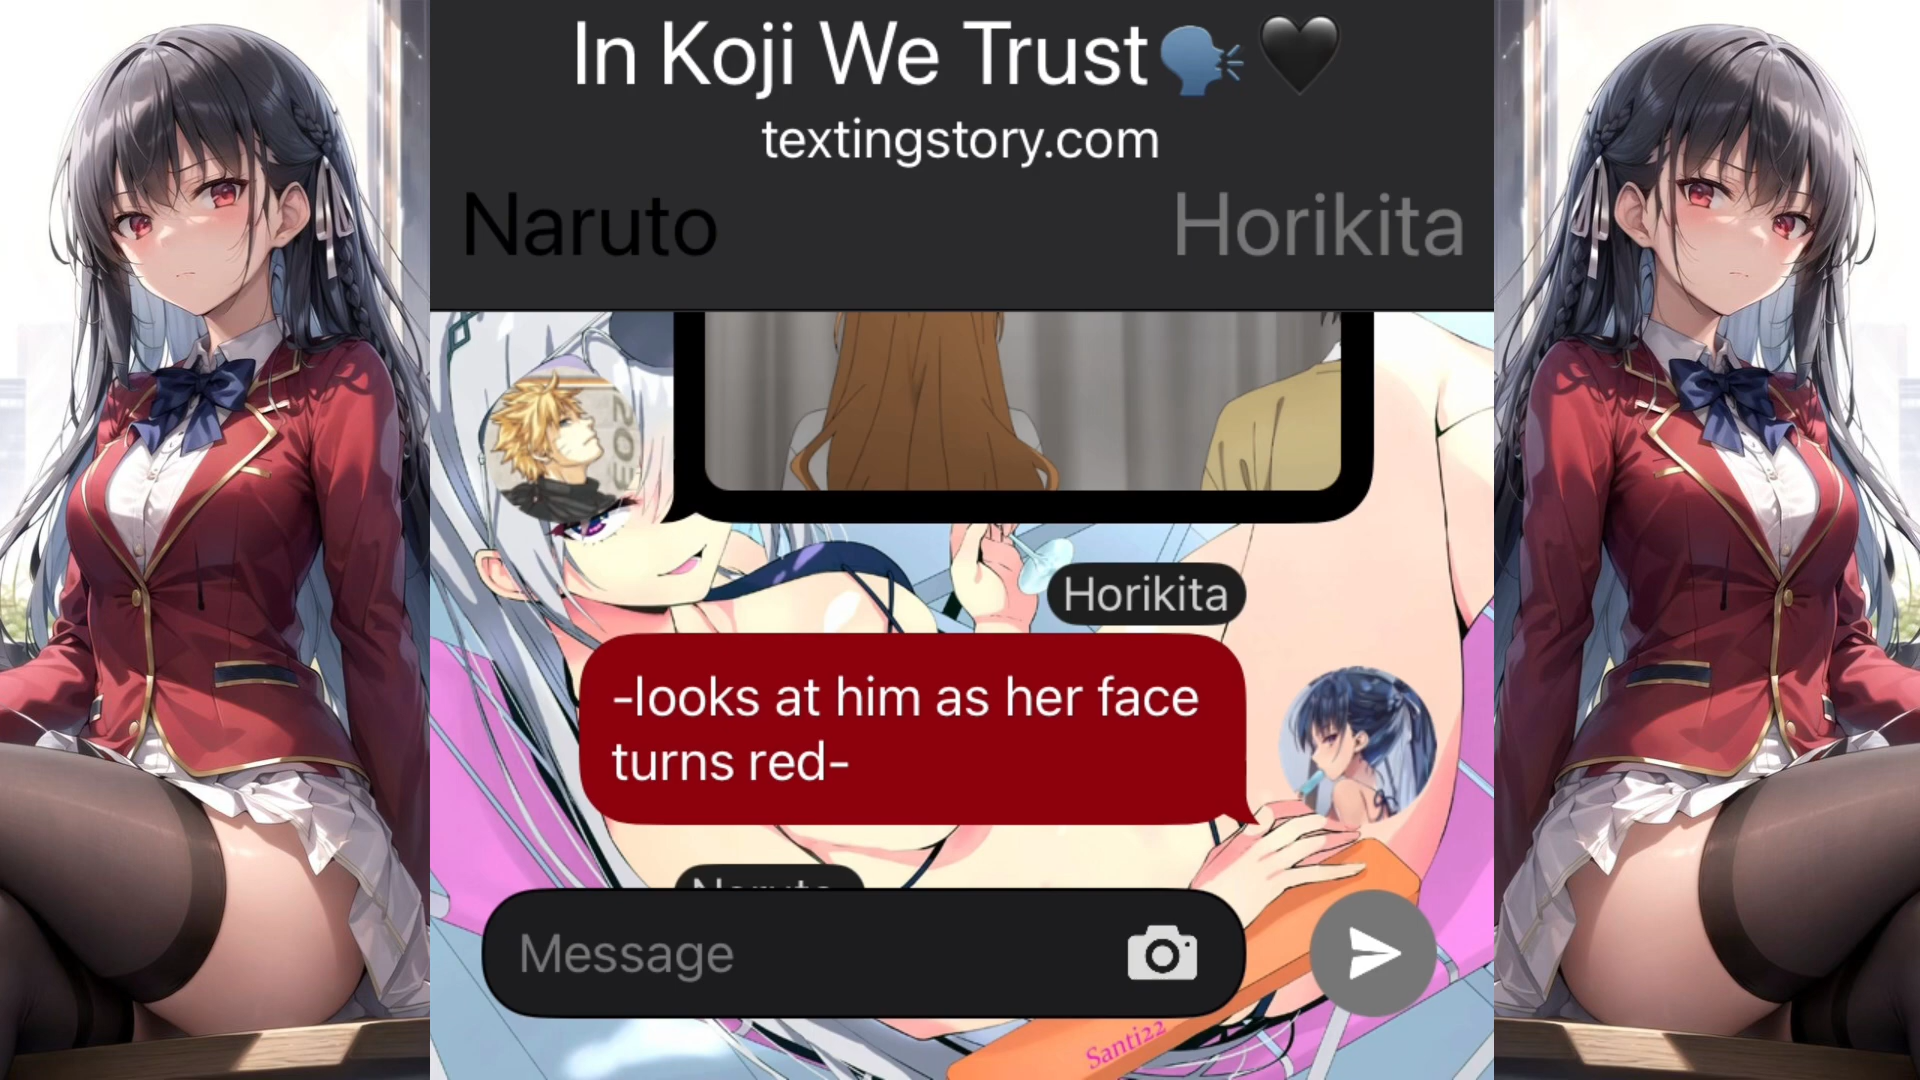 In Koji We Trust🗣️🖤
textingstory.com
Naruto
Horikita
Horikita
-looks at him as her face
turns red-
Naruto
Message
Santi22